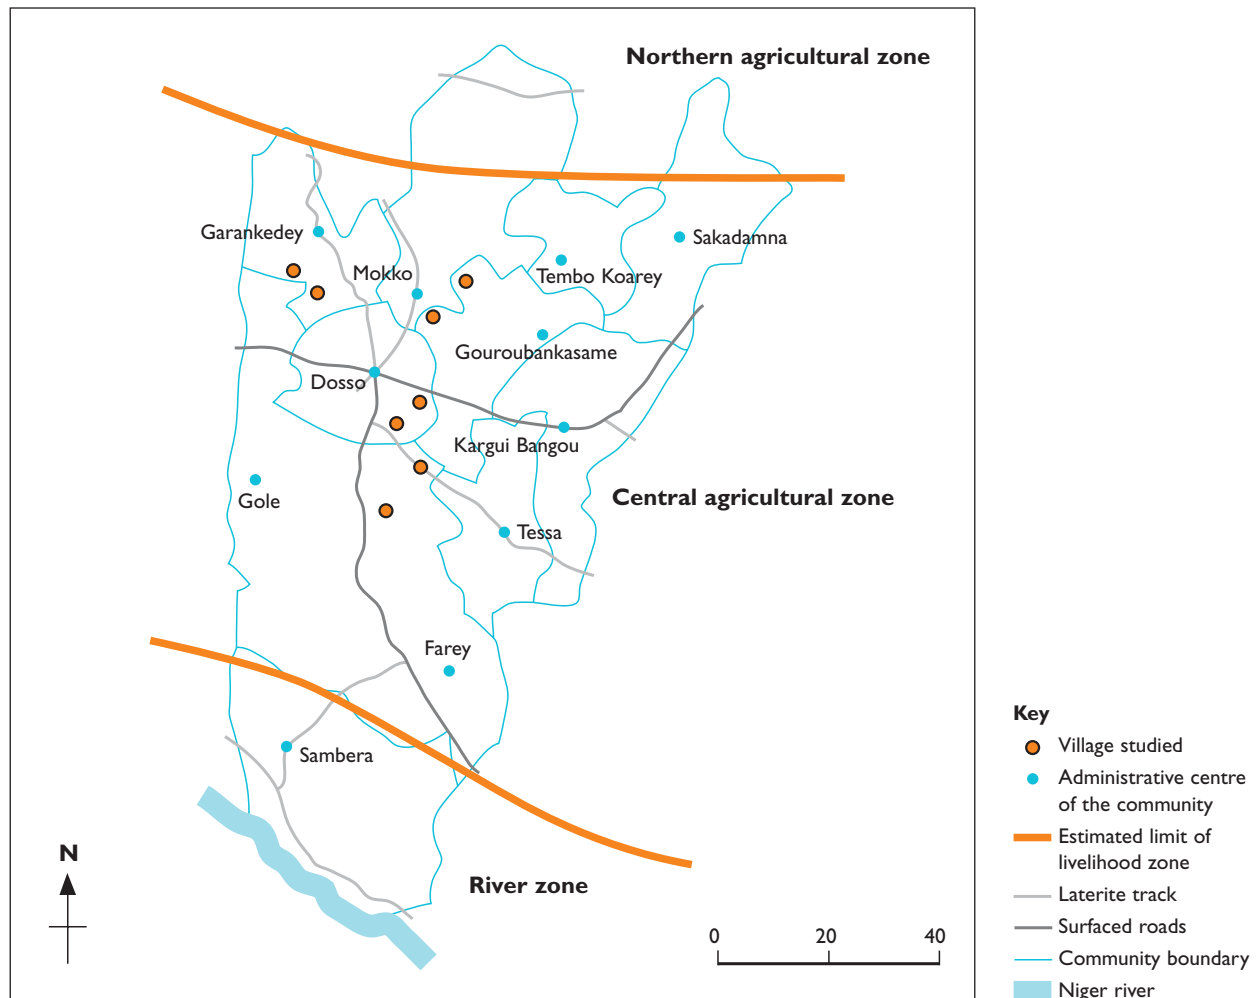 Northern agricultural zone
Garankedey
Sakadamna
Mokko
Tembo Koarey
Gouroubankasame
Dosso
Kargui Bangou
Gole
Central agricultural zone
Tessa
Farey
Sambera
N
River zone
0 20 40
Key
Village studied
Administrative centre
of the community
Estimated limit of
livelihood zone
Laterite track
Surfaced roads
Community boundary
Niger river